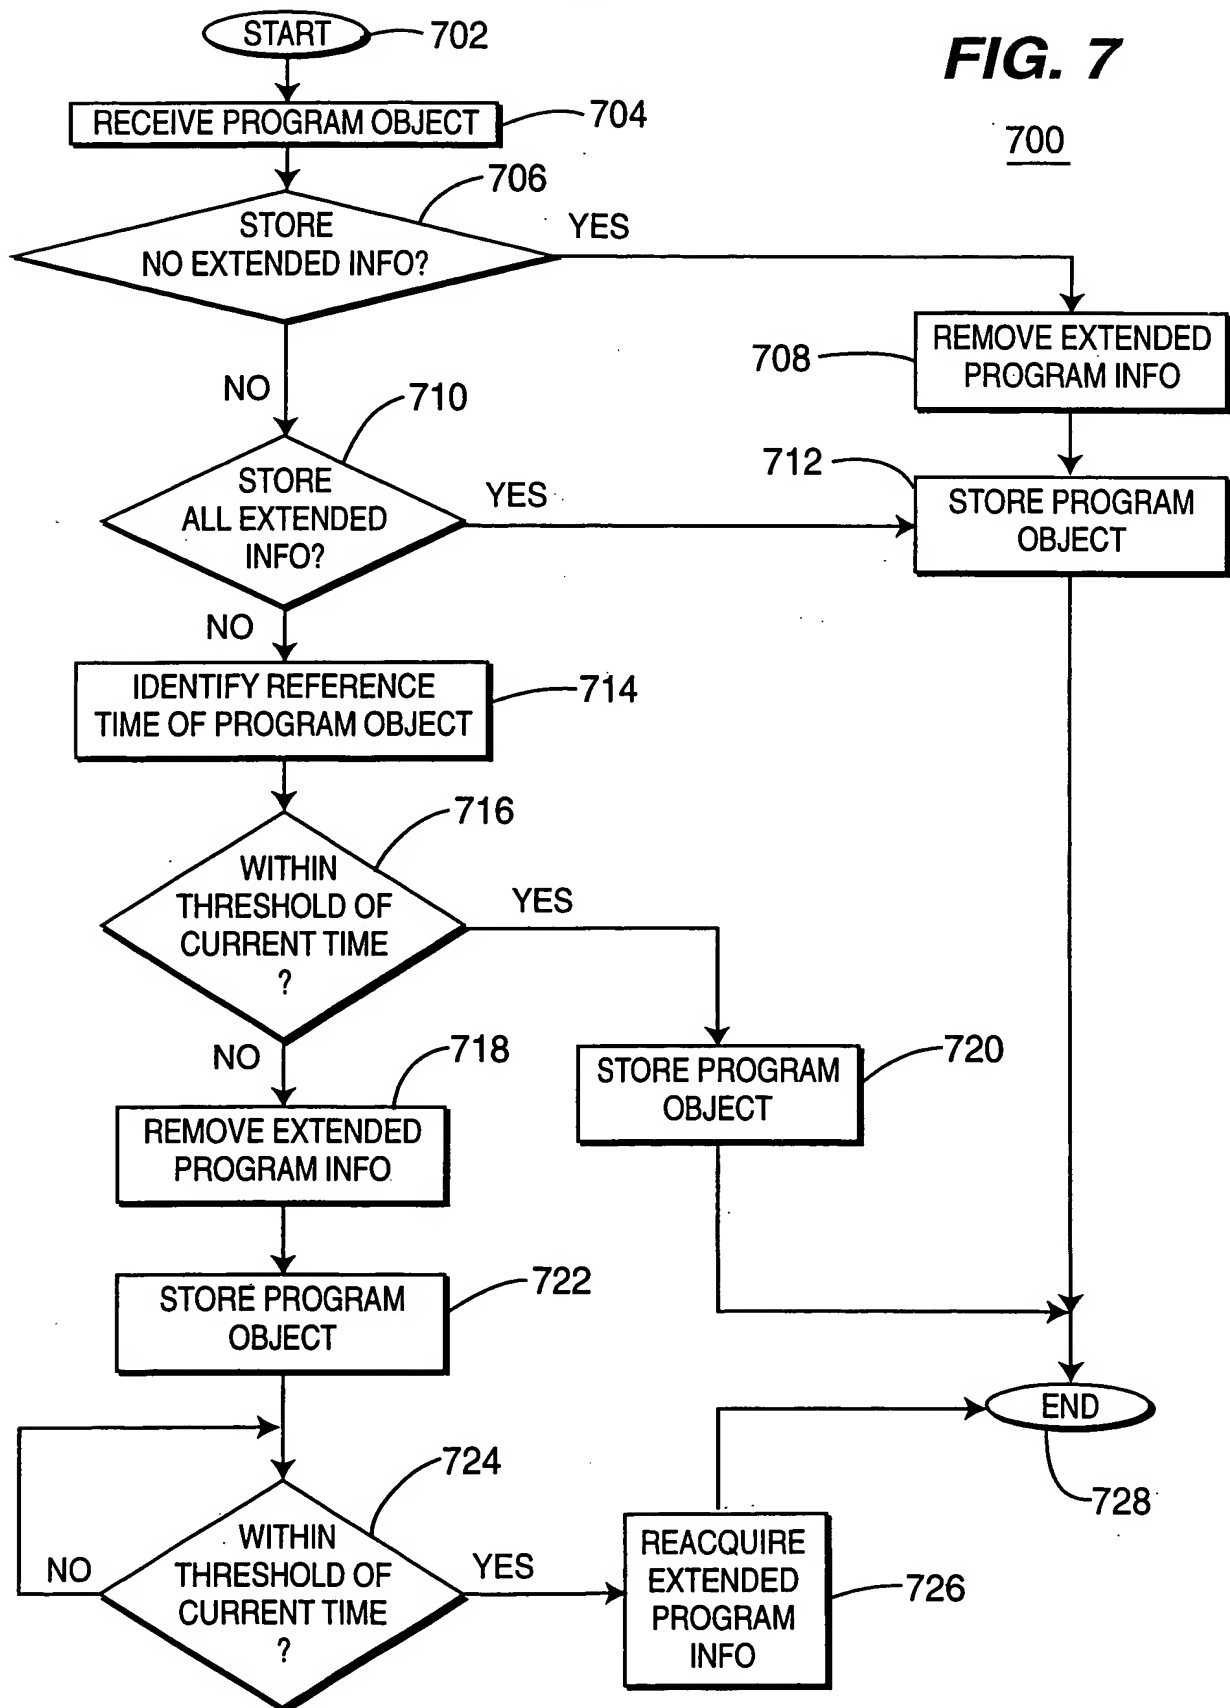 START
702
FIG. 7
RECEIVE PROGRAM OBJECT
704
700
706
STORE
NO EXTENDED INFO?
YES
NO
REMOVE EXTENDED
PROGRAM INFO
708
710
STORE
ALL EXTENDED
INFO?
YES
712
STORE PROGRAM
OBJECT
NO
IDENTIFY REFERENCE
TIME OF PROGRAM OBJECT
714
716
WITHIN
THRESHOLD OF
CURRENT TIME
?
YES
NO
718
STORE PROGRAM
OBJECT
720
REMOVE EXTENDED
PROGRAM INFO
STORE PROGRAM
OBJECT
722
END
728
724
WITHIN
THRESHOLD OF
CURRENT TIME
?
NO
YES
REACQUIRE
EXTENDED
PROGRAM
INFO
726